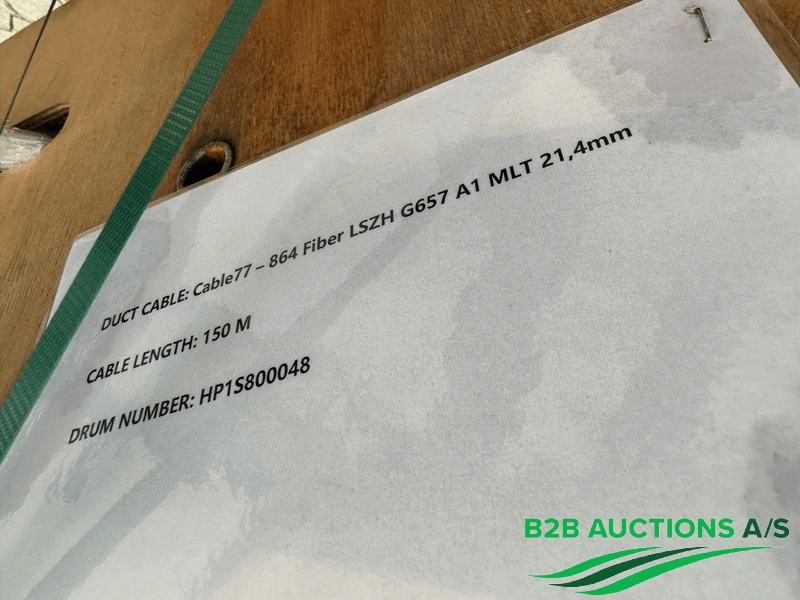 DUCT CABLE: Cable77 – 864 Fiber LSZH G657 A1 MLT 21,4mm
CABLE LENGTH: 150 M
DRUM NUMBER: HP1S800048
B2B AUCTIONS A/S